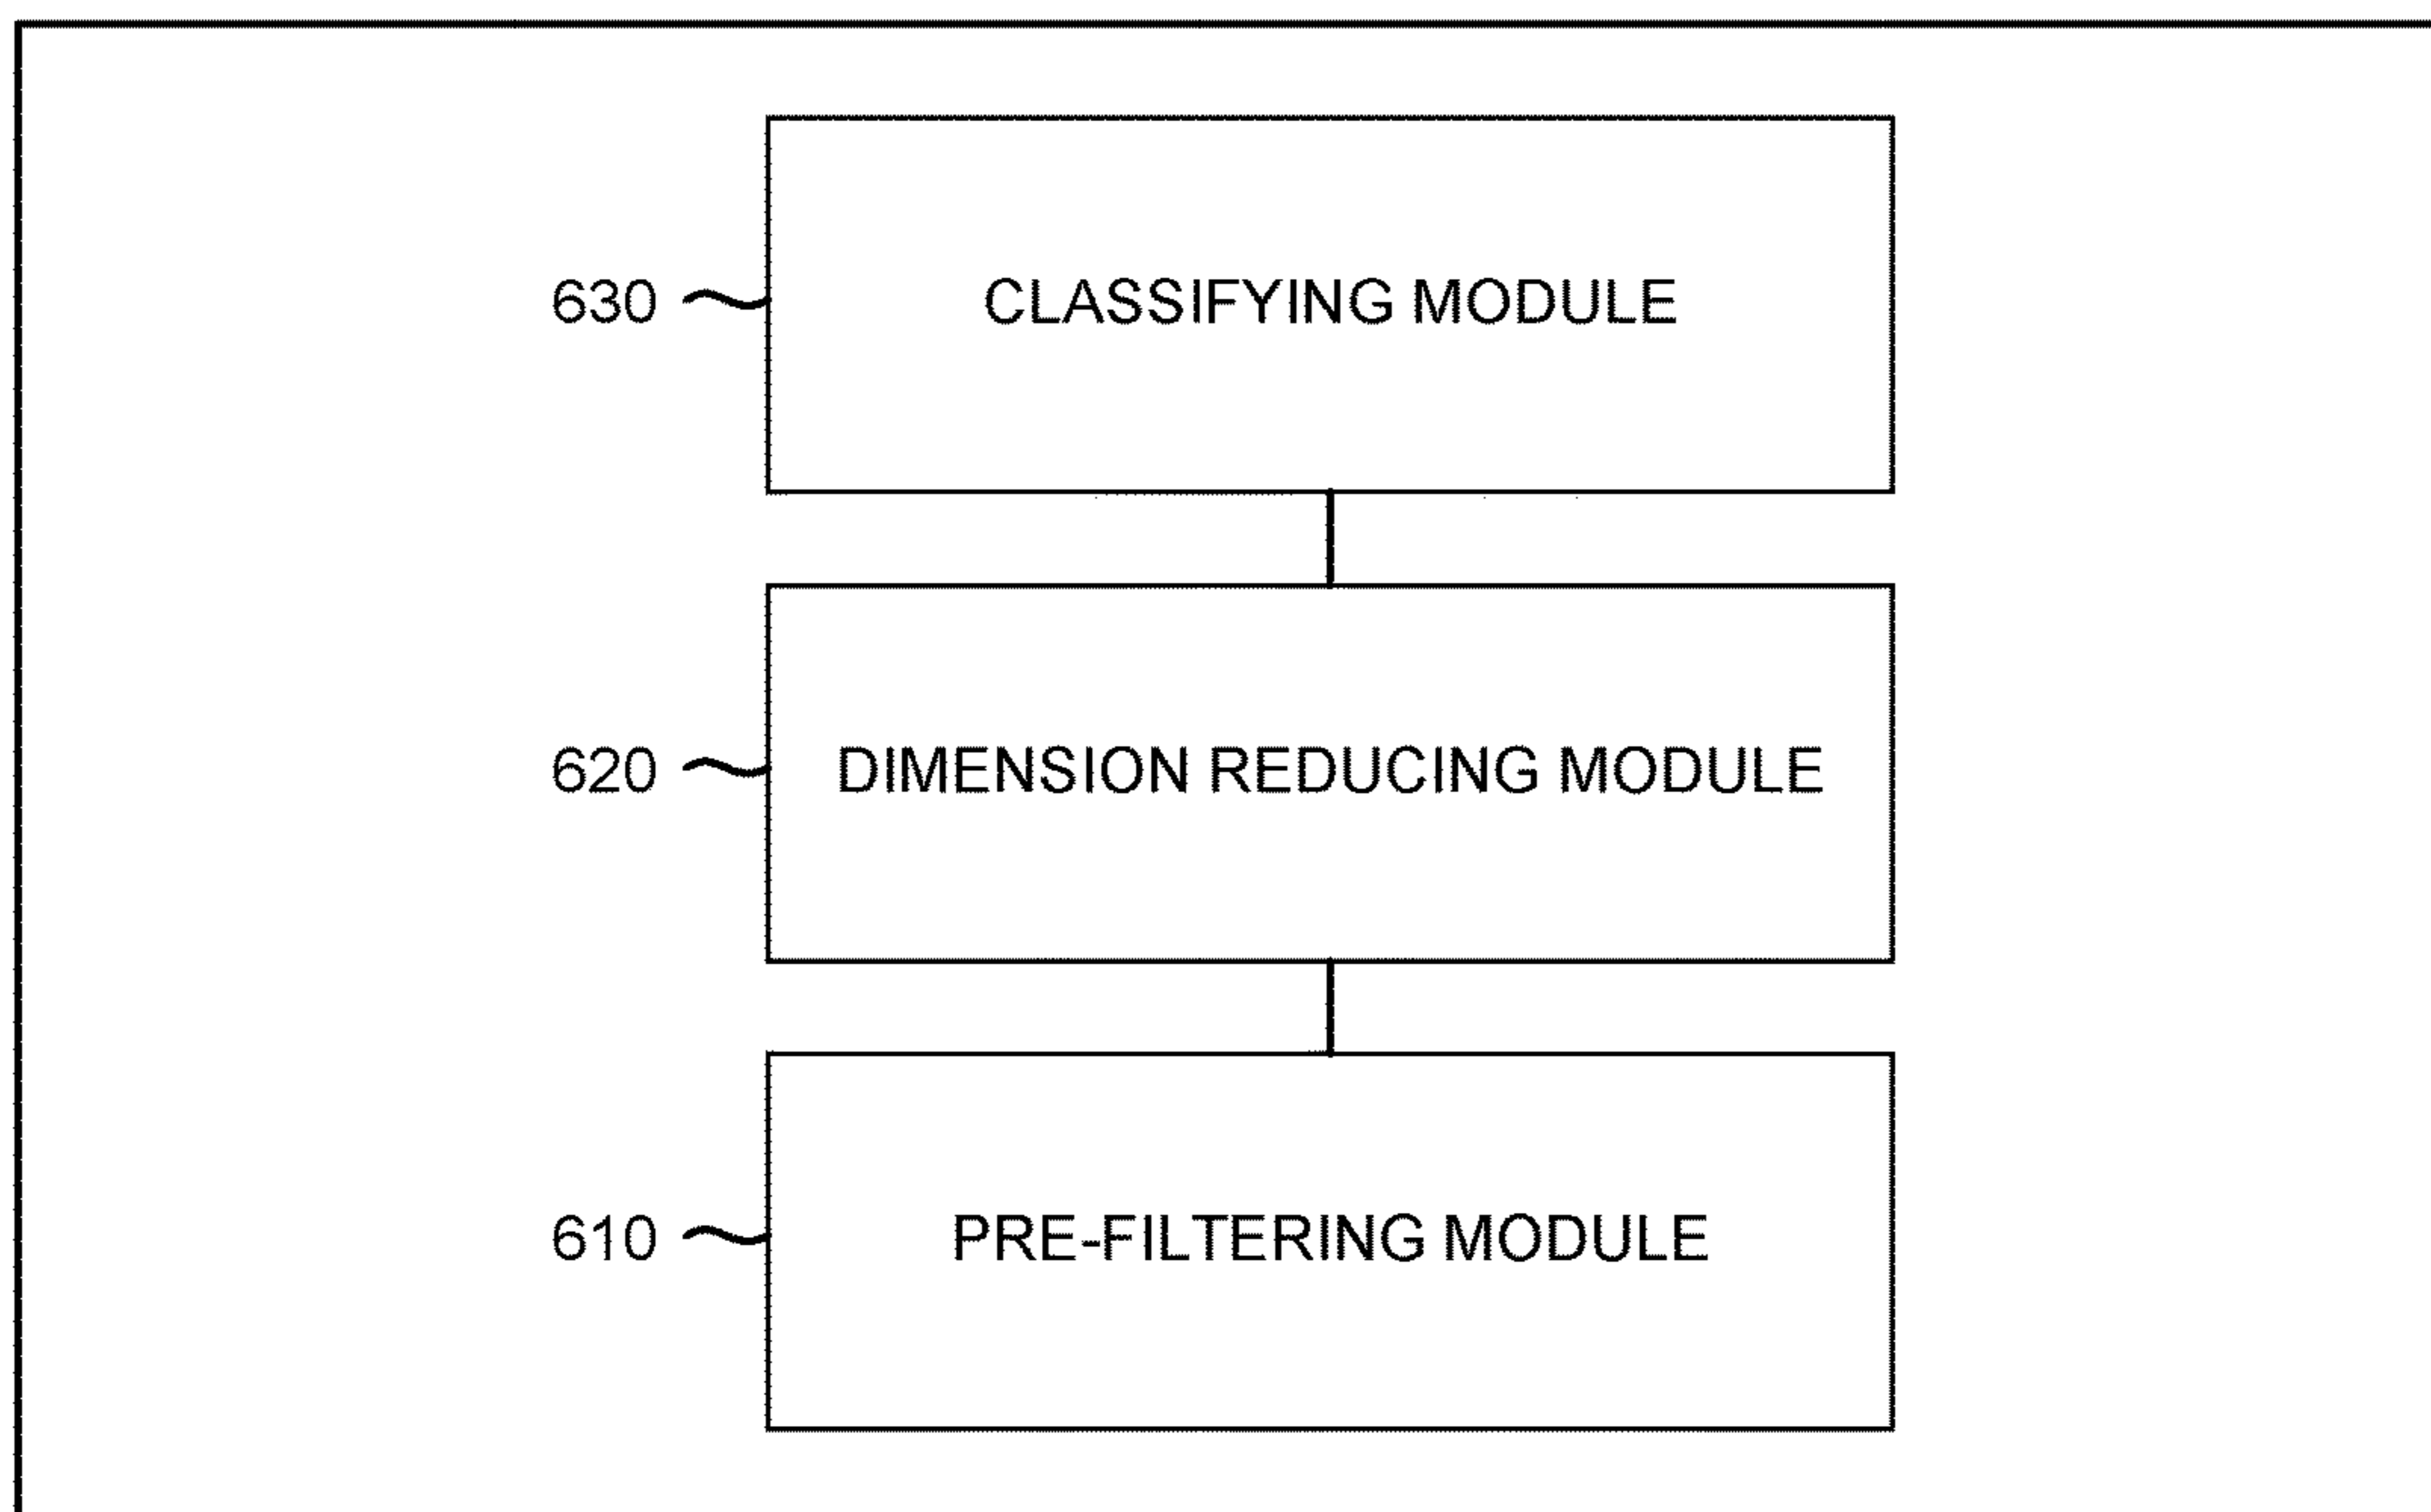 630 CLASSIFYING MODULE
620 DIMENSION REDUCING MODULE
610 PRE-FILTERING MODULE